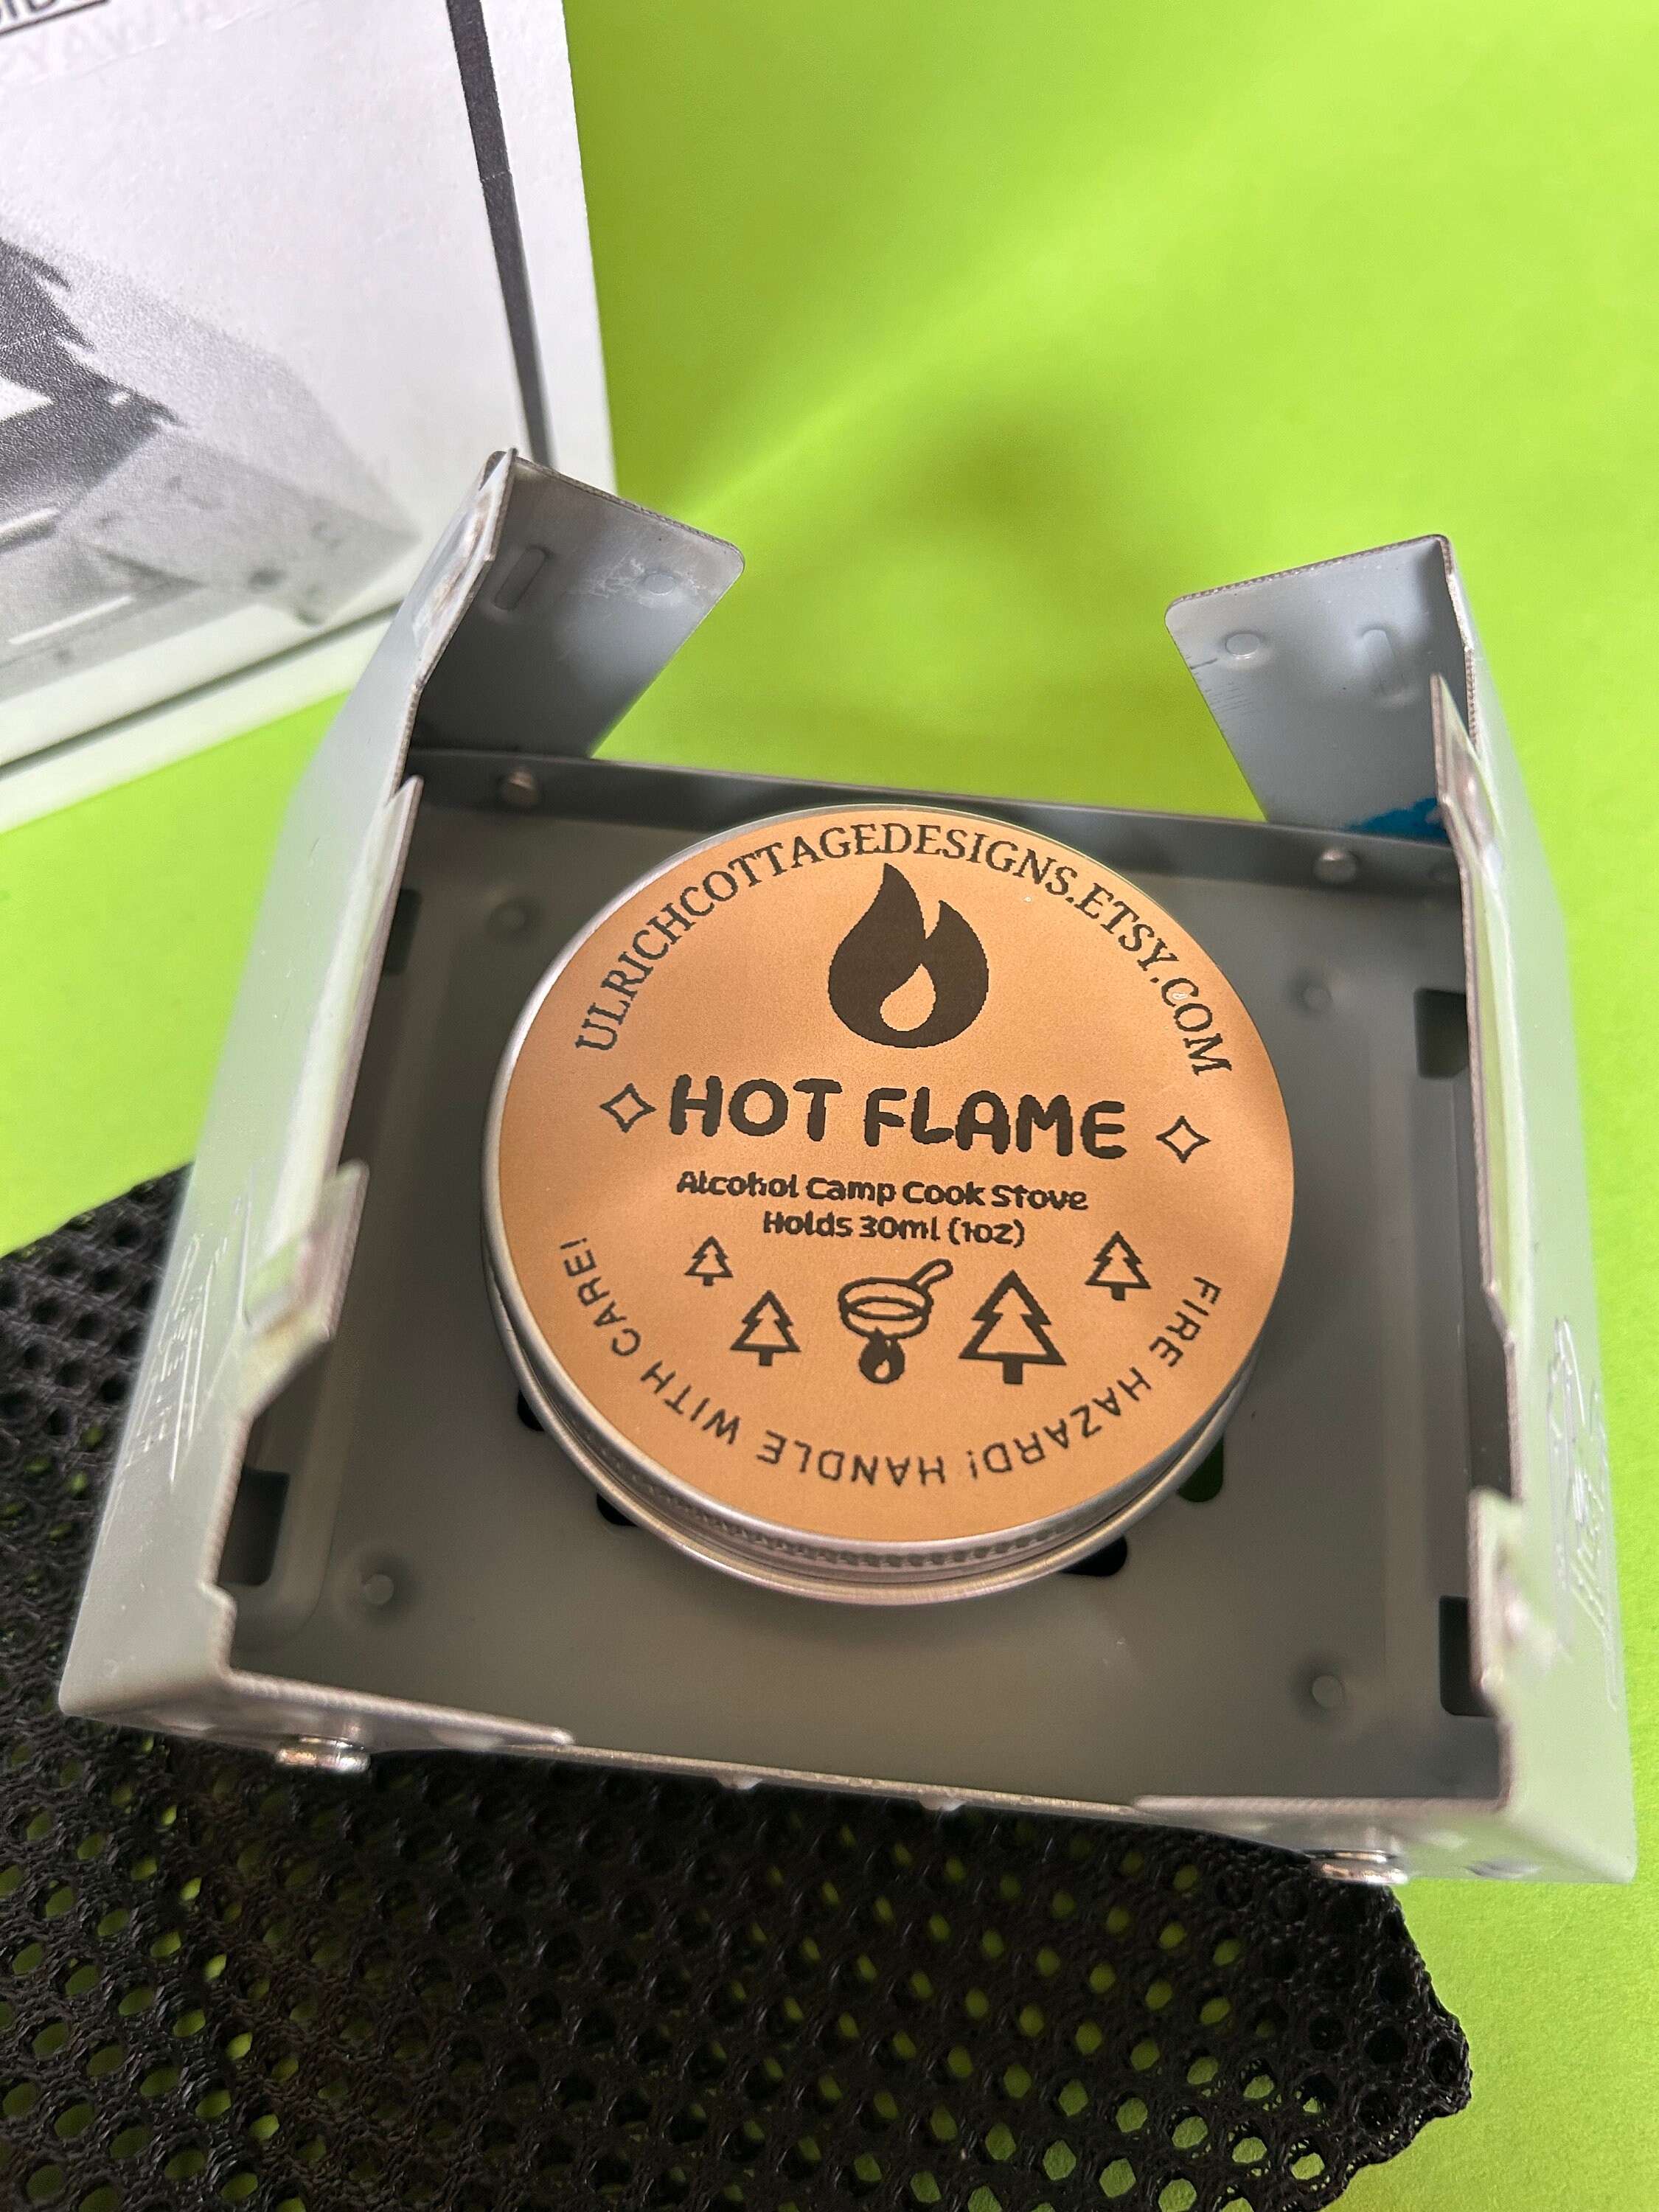 ULRICHCOTTAGEDESIGNS.ETSY.COM
HOT FLAME
Alcohol Camp Cook Stove
Holds 30ml (1oz)
FIRE HAZARD! HANDLE WITH CARE!